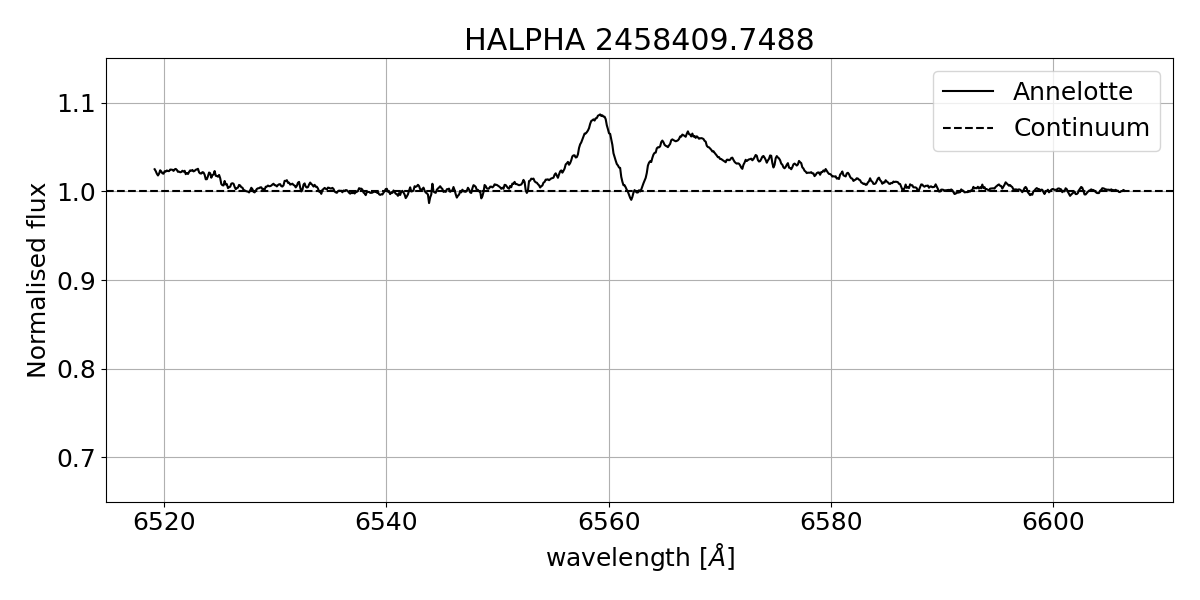 HALPHA 2458409.7488
Annelotte
Continuum
1.1
1.0
0.9
0.8
0.7
Normalised flux
6520 6540 6560 6580 6600
wavelength [Å]